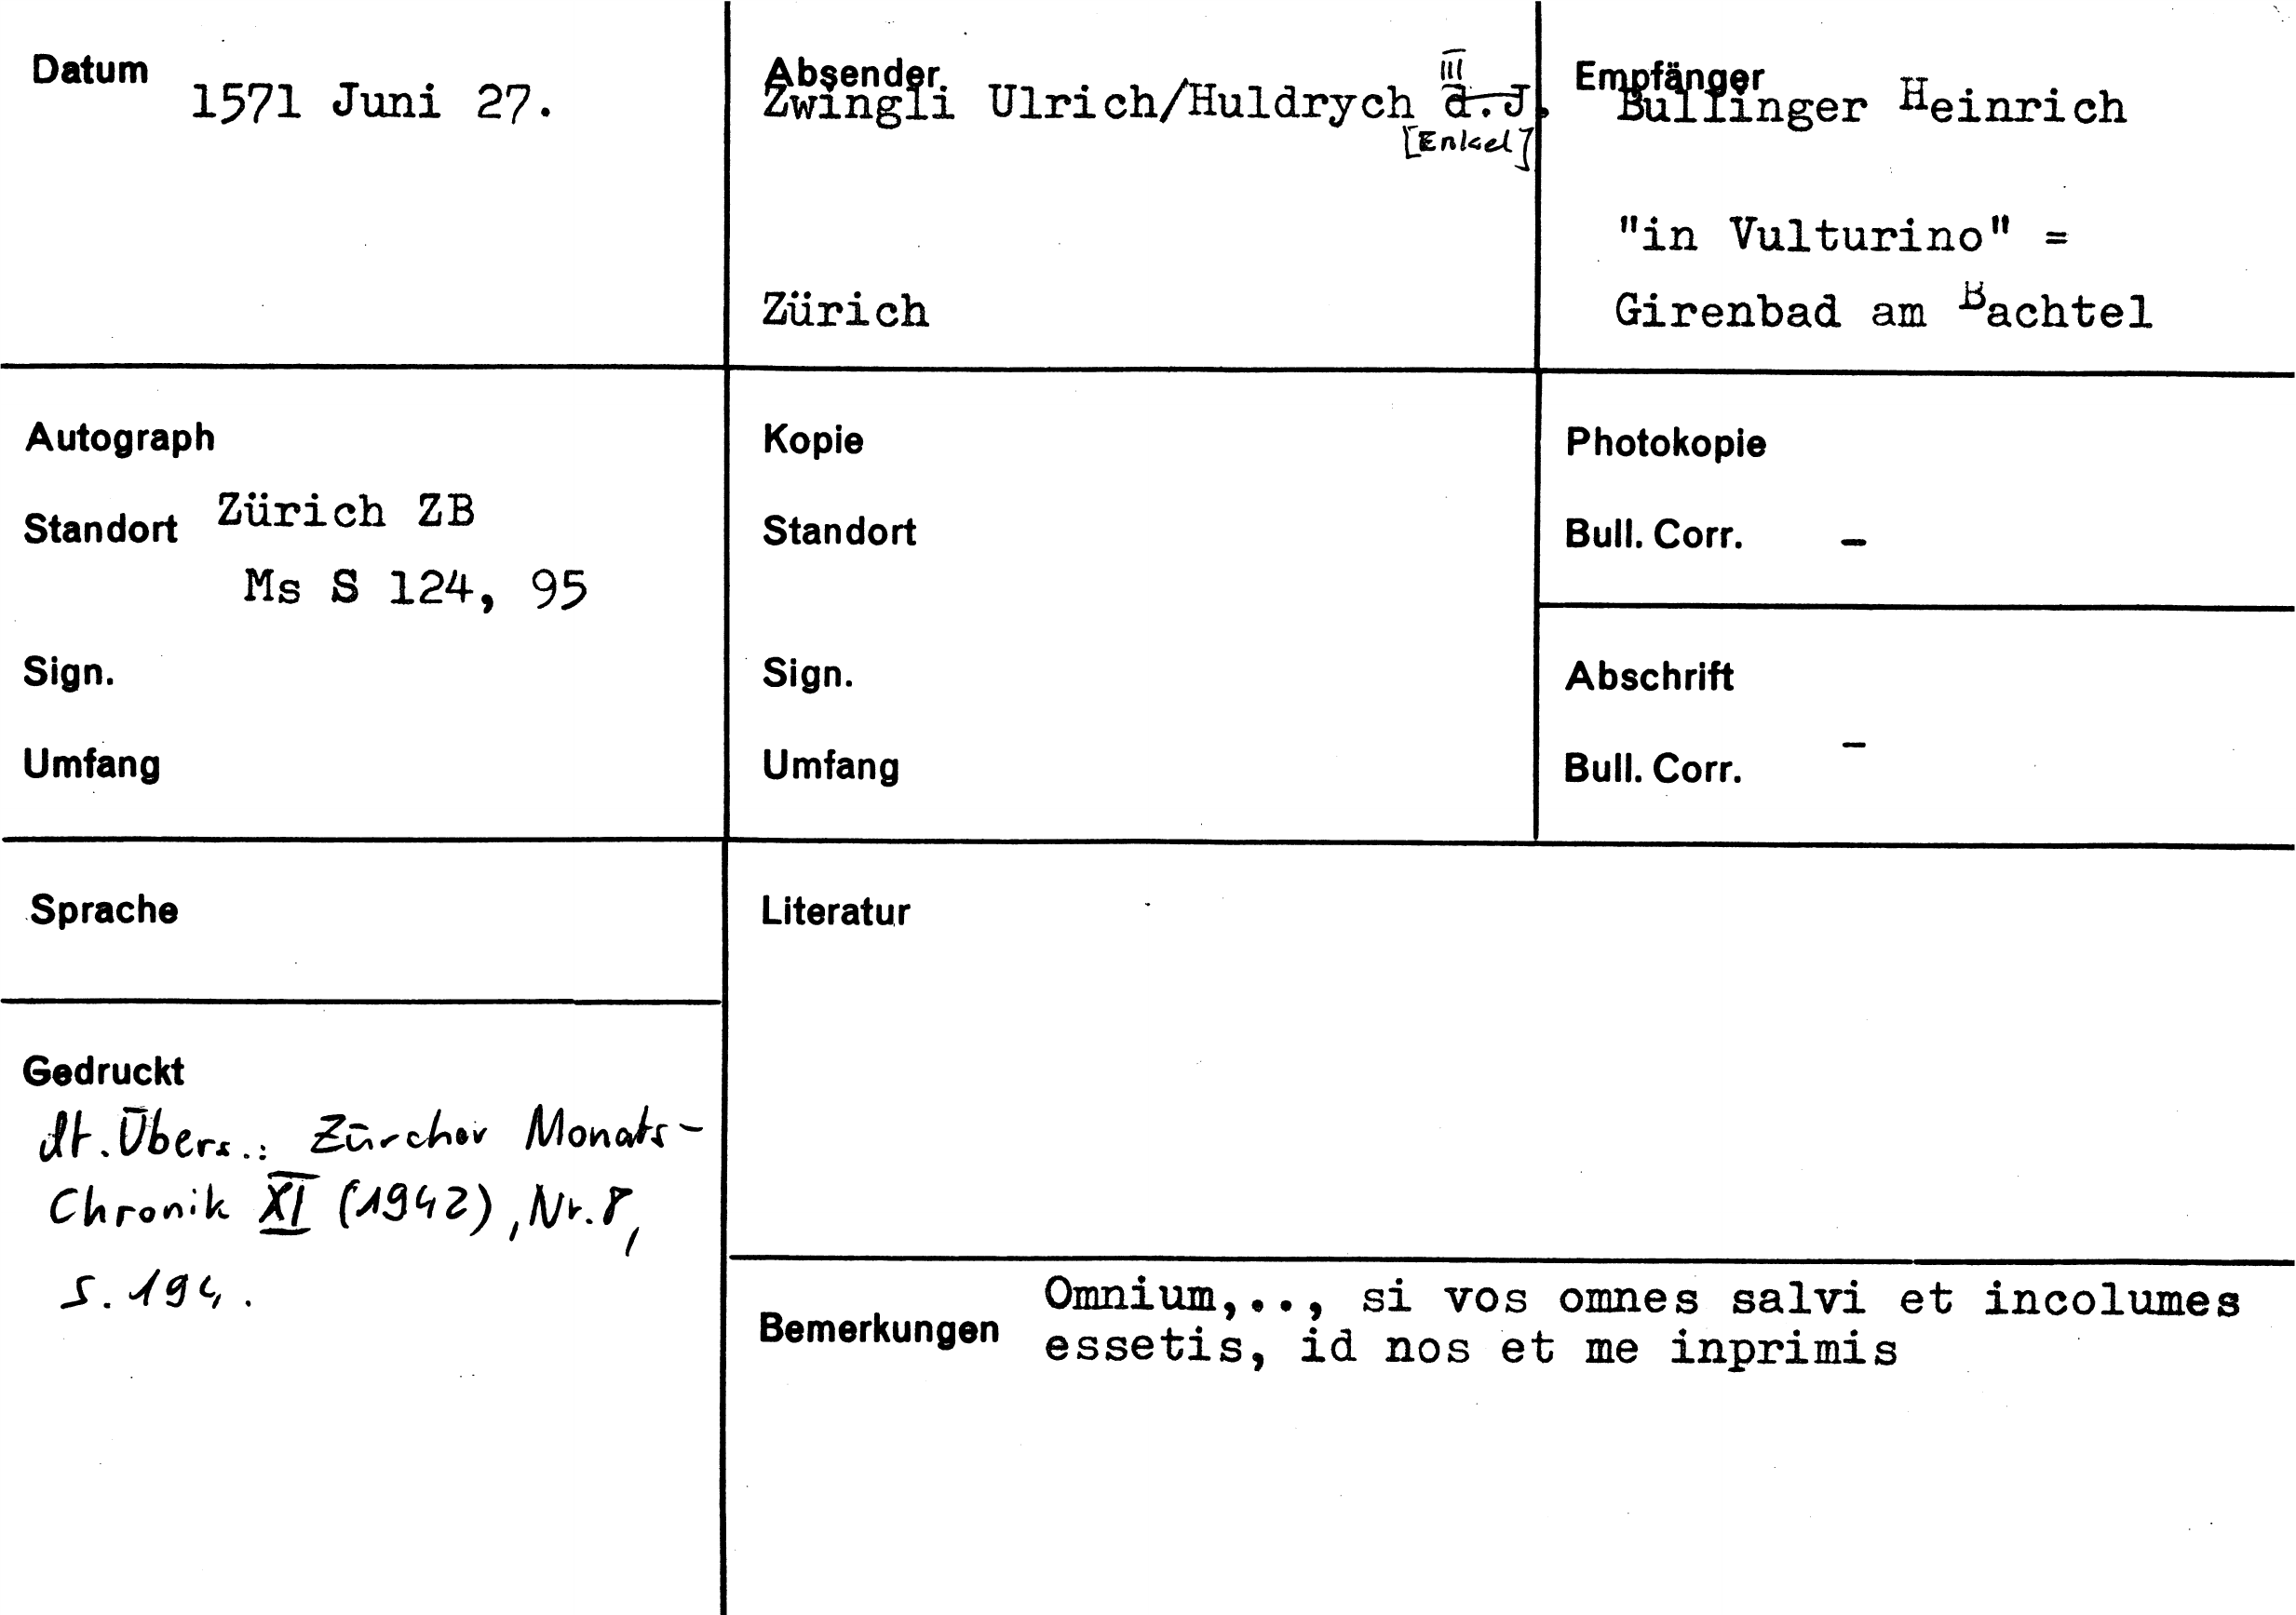 Datum 1571 Juni 27.
Absender Zwingli Ulrich/Huldrych III d.J.
[Enkel]
Zürich
Empfänger Bullinger Heinrich
"in Vulturino" =
Girenbad am Bachtel
Autograph
Standort Zürich ZB
Ms S 124, 95
Sign.
Umfang
Kopie
Standort
Sign.
Umfang
Photokopie
Bull. Corr. -
Abschrift
Bull. Corr. -
Sprache
Gedruckt
dt. Übers.: Zürcher Monats-
Chronik XI (1942), Nr. 8,
S. 194.
Literatur
Bemerkungen Omnium,.., si vos omnes salvi et incolumes
essetis, id nos et me inprimis